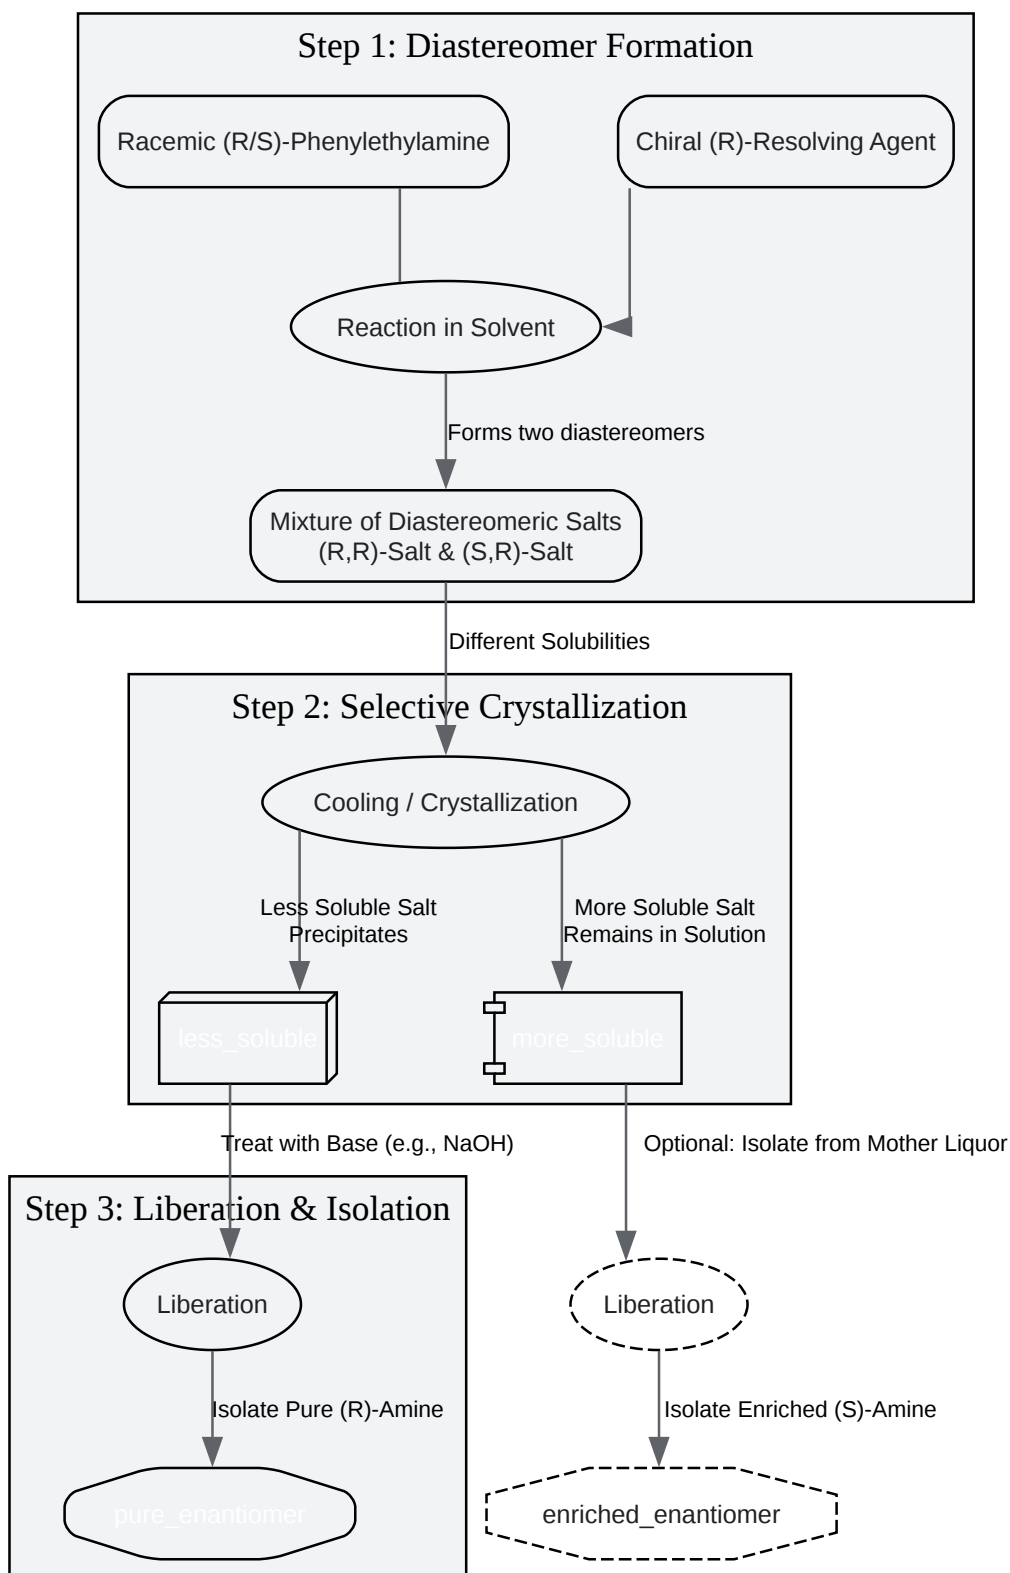 Step 1: Diastereomer Formation
Racemic (R/S)-Phenylethylamine
Chiral (R)-Resolving Agent
Reaction in Solvent
Forms two diastereomers
Mixture of Diastereomeric Salts
(R,R)-Salt & (S,R)-Salt
Different Solubilities
Step 2: Selective Crystallization
Cooling / Crystallization
Less Soluble Salt
Precipitates
More Soluble Salt
Remains in Solution
less_soluble
more_soluble
Treat with Base (e.g., NaOH)
Optional: Isolate from Mother Liquor
Step 3: Liberation & Isolation
Liberation
Liberation
Isolate Pure (R)-Amine
Isolate Enriched (S)-Amine
pure_enantiomer
enriched_enantiomer